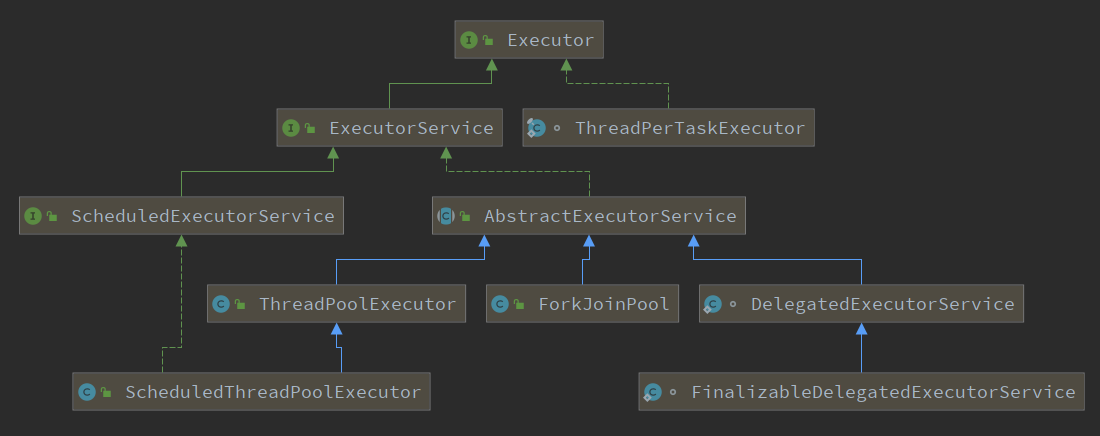 Executor
ExecutorService
ThreadPerTaskExecutor
ScheduledExecutorService
AbstractExecutorService
ThreadPoolExecutor
ForkJoinPool
DelegatedExecutorService
ScheduledThreadPoolExecutor
FinalizableDelegatedExecutorService